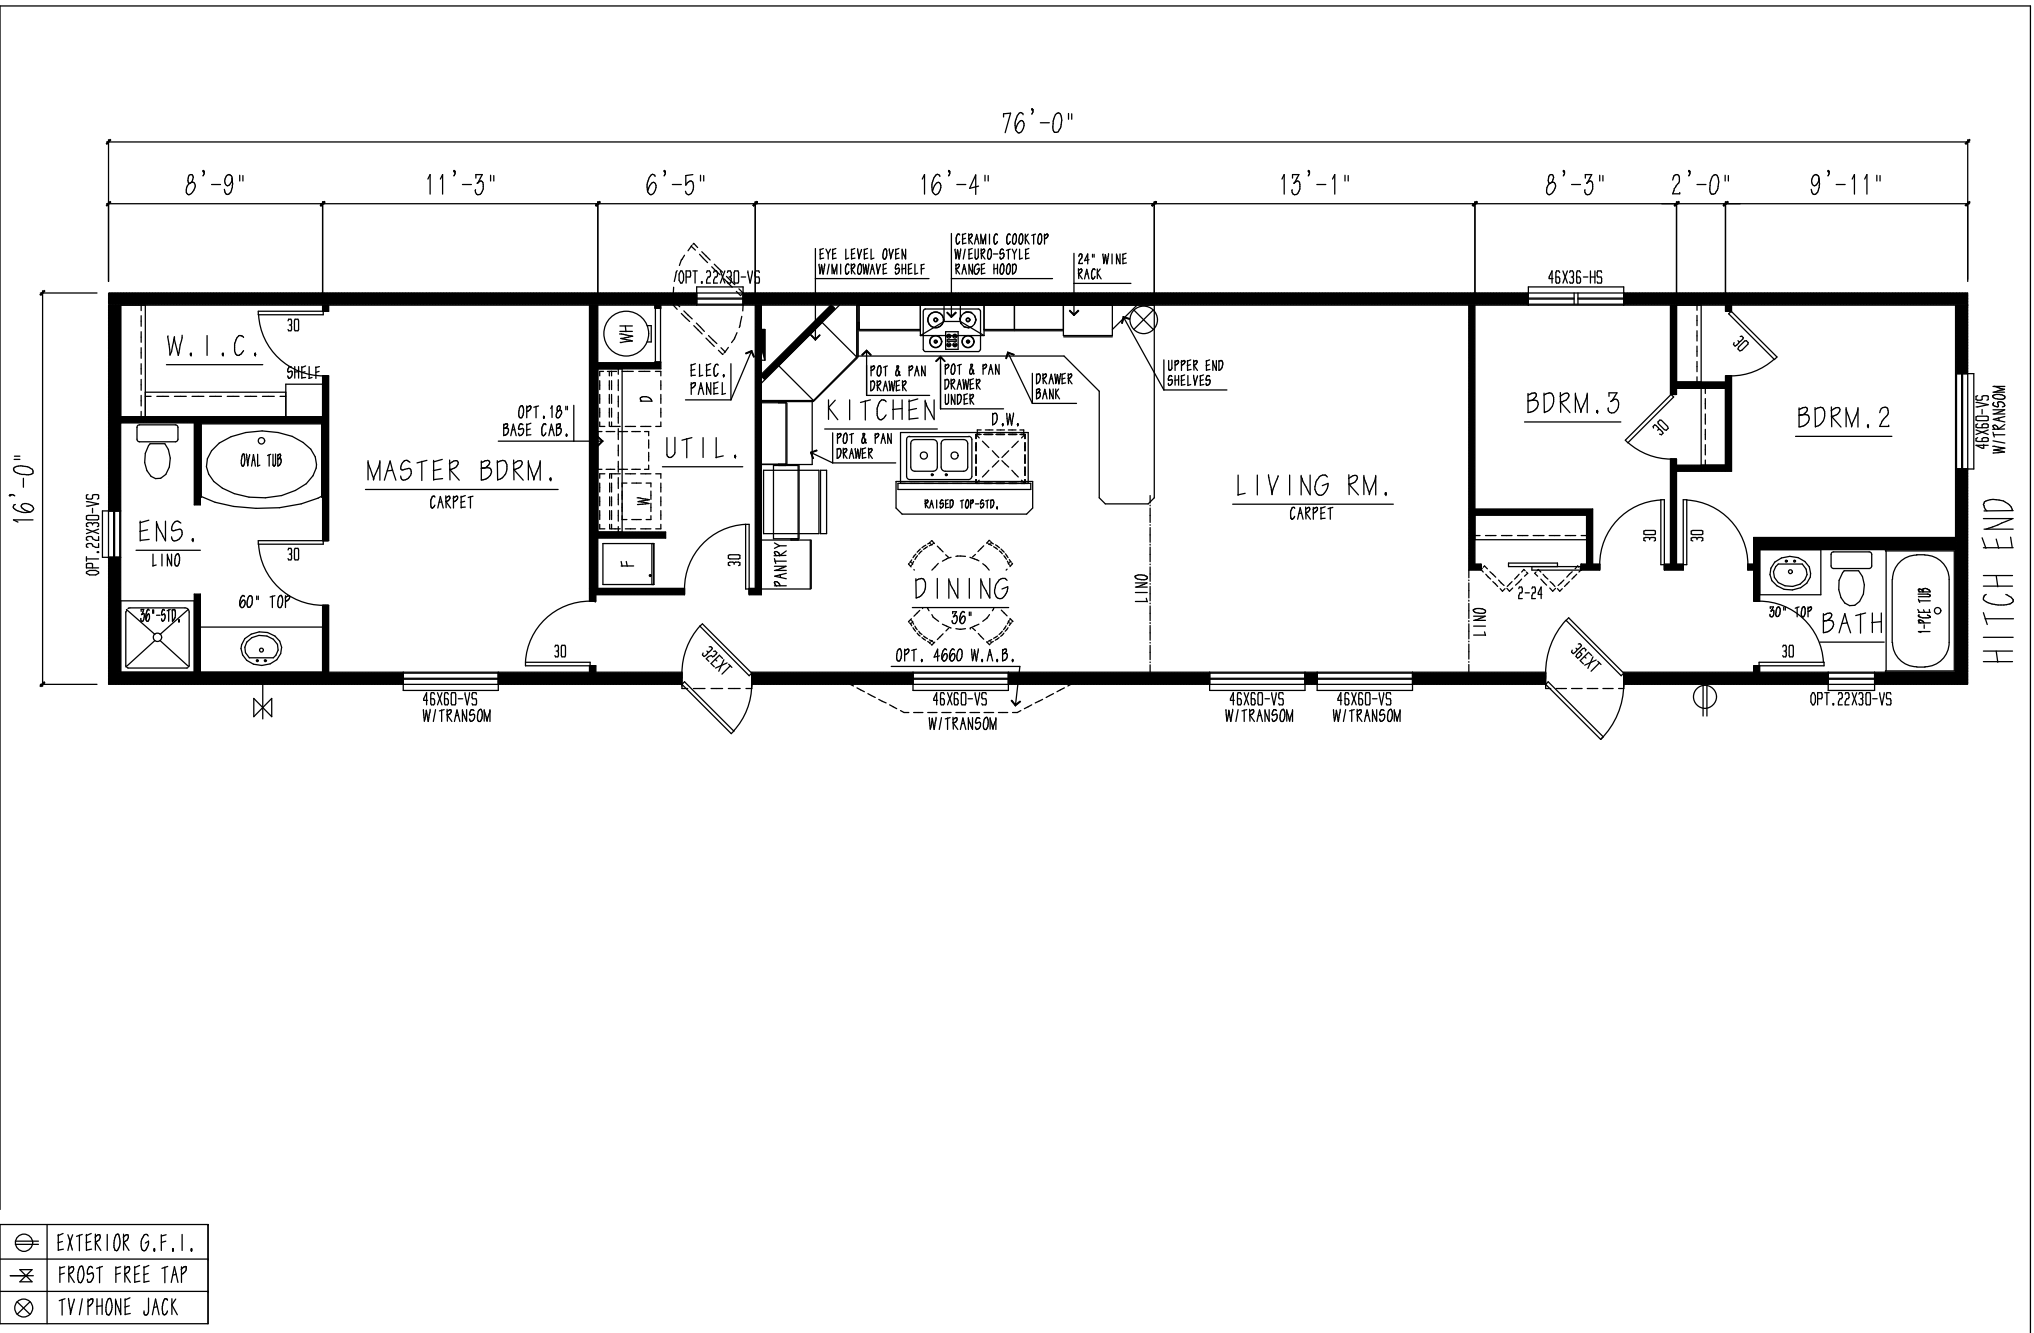 76'-0"
8'-9"
11'-3"
6'-5"
16'-4"
13'-1"
8'-3"
2'-0"
9'-11"
16'-0"
OPT.22X30-VS
EYE LEVEL OVEN
W/MICROWAVE SHELF
CERAMIC COOKTOP
W/EURO-STYLE
RANGE HOOD
24" WINE
RACK
46X36-HS
W.I.C.
30
SHELF
WH
ELEC.
PANEL
POT & PAN
DRAWER
POT & PAN
DRAWER
UNDER
DRAWER
BANK
UPPER END
SHELVES
30
OPT.18"
BASE CAB.
D
UTIL.
W
F
KITCHEN
POT & PAN
DRAWER
D.W.
RAISED TOP-STD.
BDRM.3
30
BDRM.2
46X60-VS
W/TRANSOM
HITCH END
OVAL TUB
MASTER BDRM.
CARPET
LIVING RM.
CARPET
OPT.22X30-VS
ENS.
LINO
30
60" TOP
36"-STD.
30
30
PANTRY
DINING
36"
OPT. 4660 W.A.B.
LINO
LINO
2-24
30
30
30" TOP
BATH
1-PCE TUB
30
32EXT
36EXT
46X60-VS
W/TRANSOM
46X60-VS
W/TRANSOM
46X60-VS
W/TRANSOM
46X60-VS
W/TRANSOM
OPT.22X30-VS
EXTERIOR G.F.I.
FROST FREE TAP
TV/PHONE JACK